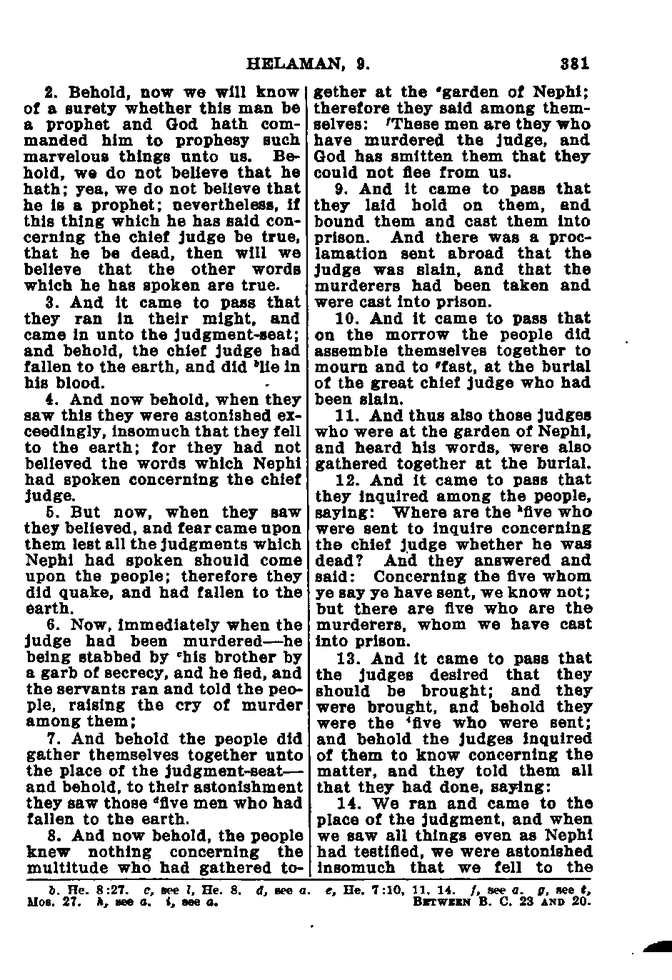 HELAMAN, 9. 381
2. Behold, now we will know
of a surety whether this man be
a prophet and God hath com-
manded him to prophesy such
marvelous things unto us. Be-
hold, we do not believe that he
hath; yea, we do not believe that
he is a prophet; nevertheless, if
this thing which he has said con-
cerning the chief judge be true,
that he be dead, then will we
believe that the other words
which he has spoken are true.
3. And it came to pass that
they ran in their might, and
came in unto the judgment-seat;
and behold, the chief judge had
fallen to the earth, and did ᵇlie in
his blood.
4. And now behold, when they
saw this they were astonished ex-
ceedingly, insomuch that they fell
to the earth; for they had not
believed the words which Nephi
had spoken concerning the chief
judge.
5. But now, when they saw
they believed, and fear came upon
them lest all the judgments which
Nephi had spoken should come
upon the people; therefore they
did quake, and had fallen to the
earth.
6. Now, immediately when the
judge had been murdered—he
being stabbed by ᶜhis brother by
a garb of secrecy, and he fled, and
the servants ran and told the peo-
ple, raising the cry of murder
among them;
7. And behold the people did
gather themselves together unto
the place of the judgment-seat—
and behold, to their astonishment
they saw those ᵈfive men who had
fallen to the earth.
8. And now behold, the people
knew nothing concerning the
multitude who had gathered to-
gether at the ᵉgarden of Nephi;
therefore they said among them-
selves: ᶠThese men are they who
have murdered the judge, and
God has smitten them that they
could not flee from us.
9. And it came to pass that
they laid hold on them, and
bound them and cast them into
prison. And there was a proc-
lamation sent abroad that the
judge was slain, and that the
murderers had been taken and
were cast into prison.
10. And it came to pass that
on the morrow the people did
assemble themselves together to
mourn and to ᵍfast, at the burial
of the great chief judge who had
been slain.
11. And thus also those judges
who were at the garden of Nephi,
and heard his words, were also
gathered together at the burial.
12. And it came to pass that
they inquired among the people,
saying: Where are the ʰfive who
were sent to inquire concerning
the chief judge whether he was
dead? And they answered and
said: Concerning the five whom
ye say ye have sent, we know not;
but there are five who are the
murderers, whom we have cast
into prison.
13. And it came to pass that
the judges desired that they
should be brought; and they
were brought, and behold they
were the ⁱfive who were sent;
and behold the judges inquired
of them to know concerning the
matter, and they told them all
that they had done, saying:
14. We ran and came to the
place of the judgment, and when
we saw all things even as Nephi
had testified, we were astonished
insomuch that we fell to the
b. He. 8:27. c, see l, He. 8. d, see a. e, He. 7:10, 11, 14. f, see a. g, see t,
Mos. 27. h, see a. i, see a. BETWEEN B. C. 23 AND 20.